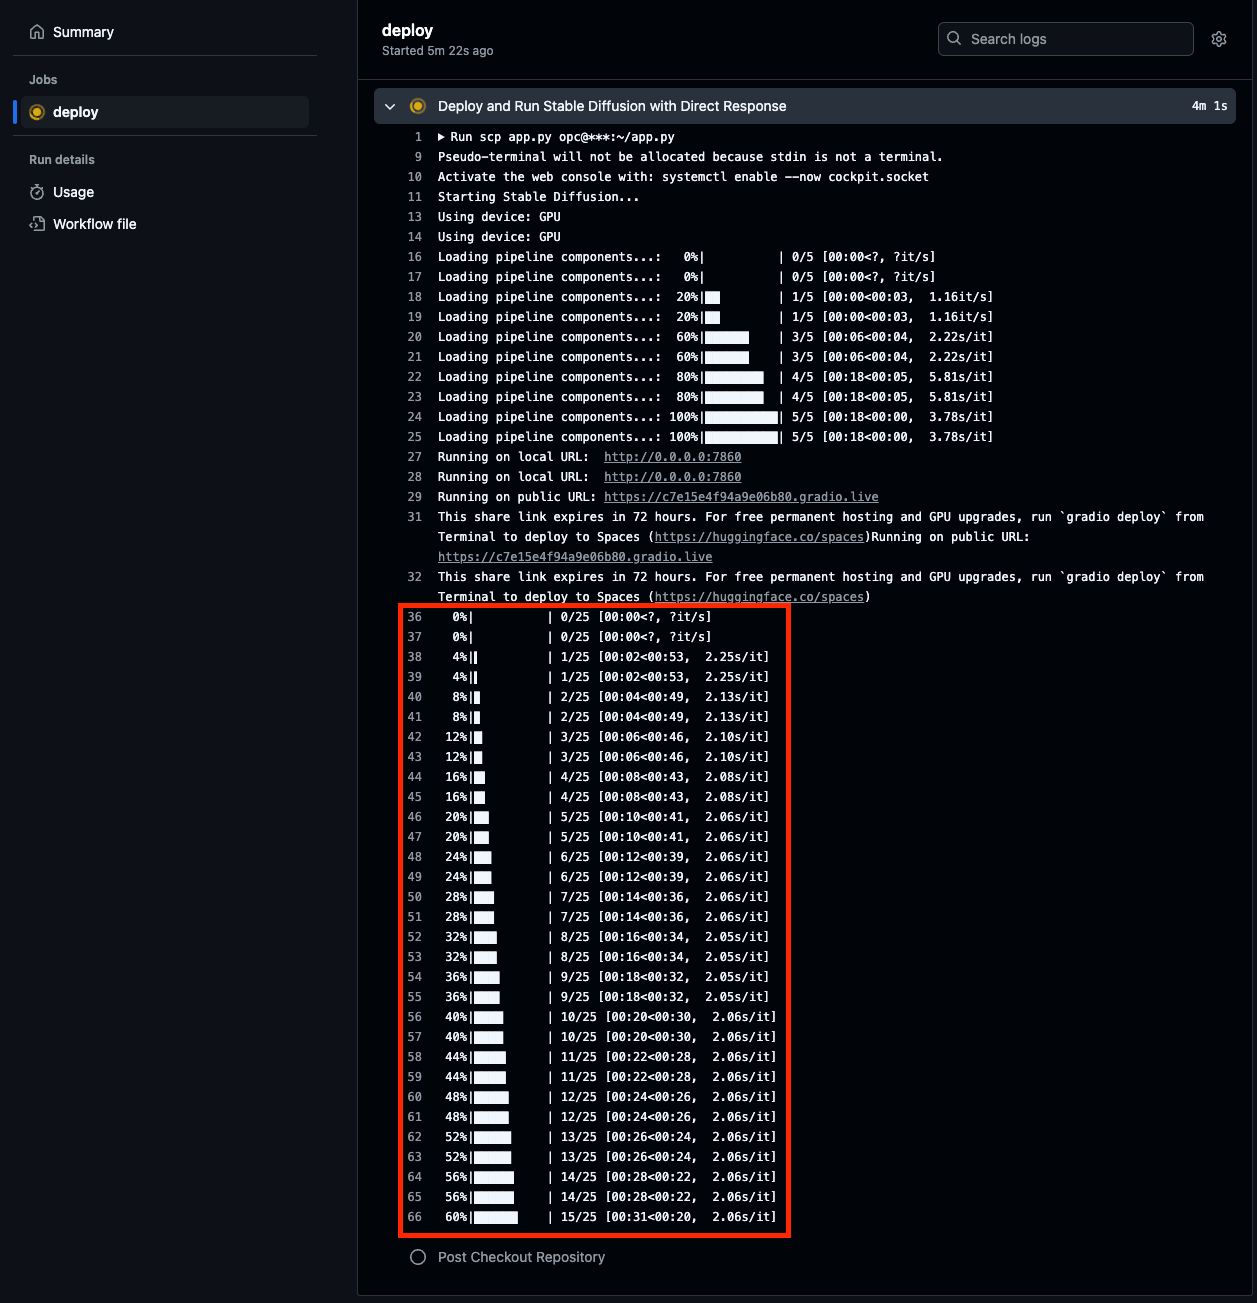 Summary
Jobs
deploy
Run details
Usage
Workflow file
deploy
Started 5m 22s ago
Search logs
Deploy and Run Stable Diffusion with Direct Response 4m 1s
1 ▶ Run scp app.py opc@***:~/app.py
9 Pseudo-terminal will not be allocated because stdin is not a terminal.
10 Activate the web console with: systemctl enable --now cockpit.socket
11 Starting Stable Diffusion...
13 Using device: GPU
14 Using device: GPU
16 Loading pipeline components...:   0%|          | 0/5 [00:00<?, ?it/s]
17 Loading pipeline components...:   0%|          | 0/5 [00:00<?, ?it/s]
18 Loading pipeline components...:  20%|██        | 1/5 [00:00<00:03,  1.16it/s]
19 Loading pipeline components...:  20%|██        | 1/5 [00:00<00:03,  1.16it/s]
20 Loading pipeline components...:  60%|██████    | 3/5 [00:06<00:04,  2.22s/it]
21 Loading pipeline components...:  60%|██████    | 3/5 [00:06<00:04,  2.22s/it]
22 Loading pipeline components...:  80%|████████  | 4/5 [00:18<00:05,  5.81s/it]
23 Loading pipeline components...:  80%|████████  | 4/5 [00:18<00:05,  5.81s/it]
24 Loading pipeline components...: 100%|██████████| 5/5 [00:18<00:00,  3.78s/it]
25 Loading pipeline components...: 100%|██████████| 5/5 [00:18<00:00,  3.78s/it]
27 Running on local URL:  http://0.0.0.0:7860
28 Running on local URL:  http://0.0.0.0:7860
29 Running on public URL: https://c7e15e4f94a9e06b80.gradio.live
31 This share link expires in 72 hours. For free permanent hosting and GPU upgrades, run `gradio deploy` from
Terminal to deploy to Spaces (https://huggingface.co/spaces)Running on public URL:
https://c7e15e4f94a9e06b80.gradio.live
32 This share link expires in 72 hours. For free permanent hosting and GPU upgrades, run `gradio deploy` from
Terminal to deploy to Spaces (https://huggingface.co/spaces)
36   0%|          | 0/25 [00:00<?, ?it/s]
37   0%|          | 0/25 [00:00<?, ?it/s]
38   4%|▍         | 1/25 [00:02<00:53,  2.25s/it]
39   4%|▍         | 1/25 [00:02<00:53,  2.25s/it]
40   8%|▊         | 2/25 [00:04<00:49,  2.13s/it]
41   8%|▊         | 2/25 [00:04<00:49,  2.13s/it]
42  12%|█▏        | 3/25 [00:06<00:46,  2.10s/it]
43  12%|█▏        | 3/25 [00:06<00:46,  2.10s/it]
44  16%|█▌        | 4/25 [00:08<00:43,  2.08s/it]
45  16%|█▌        | 4/25 [00:08<00:43,  2.08s/it]
46  20%|██        | 5/25 [00:10<00:41,  2.06s/it]
47  20%|██        | 5/25 [00:10<00:41,  2.06s/it]
48  24%|██▍       | 6/25 [00:12<00:39,  2.06s/it]
49  24%|██▍       | 6/25 [00:12<00:39,  2.06s/it]
50  28%|██▊       | 7/25 [00:14<00:36,  2.06s/it]
51  28%|██▊       | 7/25 [00:14<00:36,  2.06s/it]
52  32%|███▏      | 8/25 [00:16<00:34,  2.05s/it]
53  32%|███▏      | 8/25 [00:16<00:34,  2.05s/it]
54  36%|███▌      | 9/25 [00:18<00:32,  2.05s/it]
55  36%|███▌      | 9/25 [00:18<00:32,  2.05s/it]
56  40%|████      | 10/25 [00:20<00:30,  2.06s/it]
57  40%|████      | 10/25 [00:20<00:30,  2.06s/it]
58  44%|████▍     | 11/25 [00:22<00:28,  2.06s/it]
59  44%|████▍     | 11/25 [00:22<00:28,  2.06s/it]
60  48%|████▊     | 12/25 [00:24<00:26,  2.06s/it]
61  48%|████▊     | 12/25 [00:24<00:26,  2.06s/it]
62  52%|█████▏    | 13/25 [00:26<00:24,  2.06s/it]
63  52%|█████▏    | 13/25 [00:26<00:24,  2.06s/it]
64  56%|█████▌    | 14/25 [00:28<00:22,  2.06s/it]
65  56%|█████▌    | 14/25 [00:28<00:22,  2.06s/it]
66  60%|██████    | 15/25 [00:31<00:20,  2.06s/it]
Post Checkout Repository